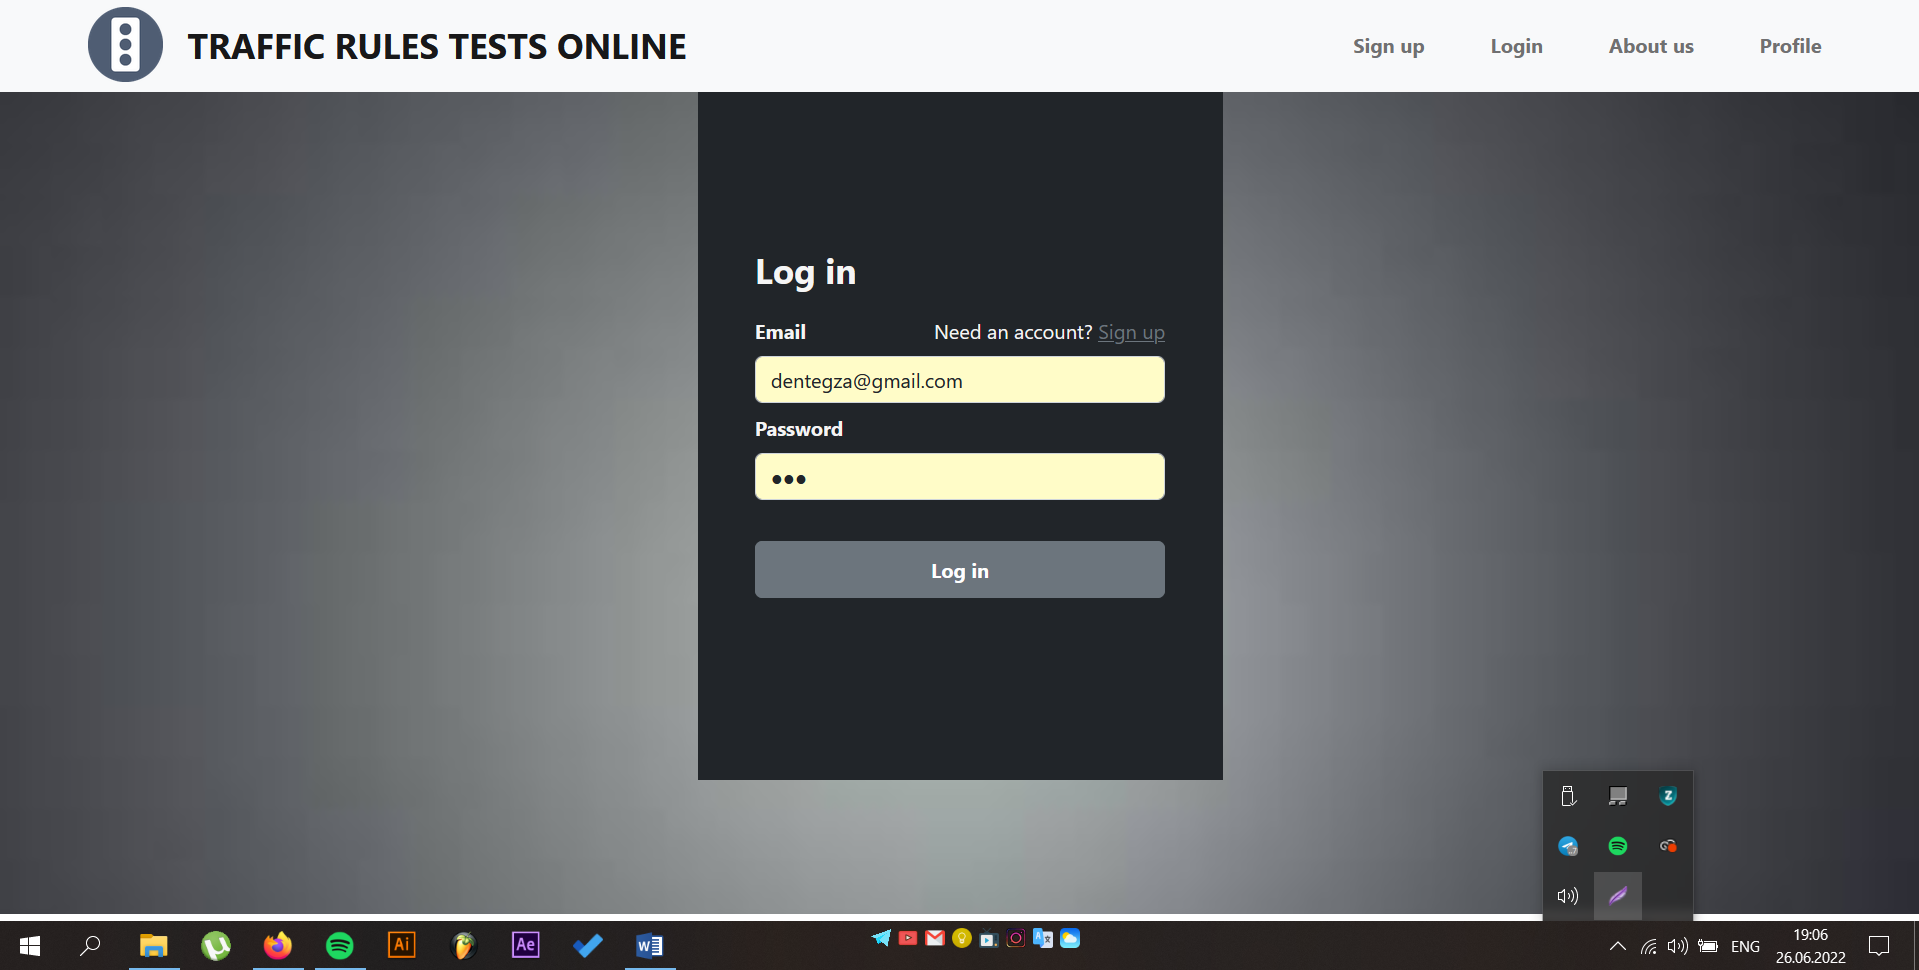 TRAFFIC RULES TESTS ONLINE
Sign up
Login
About us
Profile
Log in
Email
Need an account? Sign up
dentegza@gmail.com
Password
•••
Log in
Z
Ai
Ae
W
ENG
19:06
26.06.2022